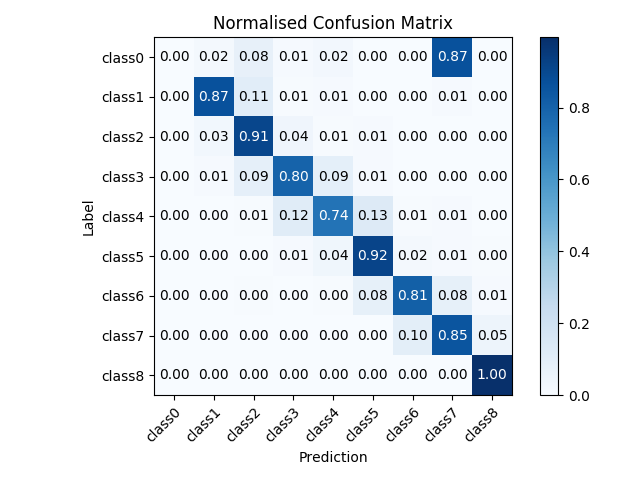 Normalised Confusion Matrix
class0 0.00 0.02 0.08 0.01 0.02 0.00 0.00 0.87 0.00
class1 0.00 0.87 0.11 0.01 0.01 0.00 0.00 0.01 0.00
class2 0.00 0.03 0.91 0.04 0.01 0.01 0.00 0.00 0.00
class3 0.00 0.01 0.09 0.80 0.09 0.01 0.00 0.00 0.00
class4 0.00 0.00 0.01 0.12 0.74 0.13 0.01 0.01 0.00
class5 0.00 0.00 0.00 0.01 0.04 0.92 0.02 0.01 0.00
class6 0.00 0.00 0.00 0.00 0.00 0.08 0.81 0.08 0.01
class7 0.00 0.00 0.00 0.00 0.00 0.00 0.10 0.85 0.05
class8 0.00 0.00 0.00 0.00 0.00 0.00 0.00 0.00 1.00
class0 class1 class2 class3 class4 class5 class6 class7 class8
Prediction
Label
0.8
0.6
0.4
0.2
0.0